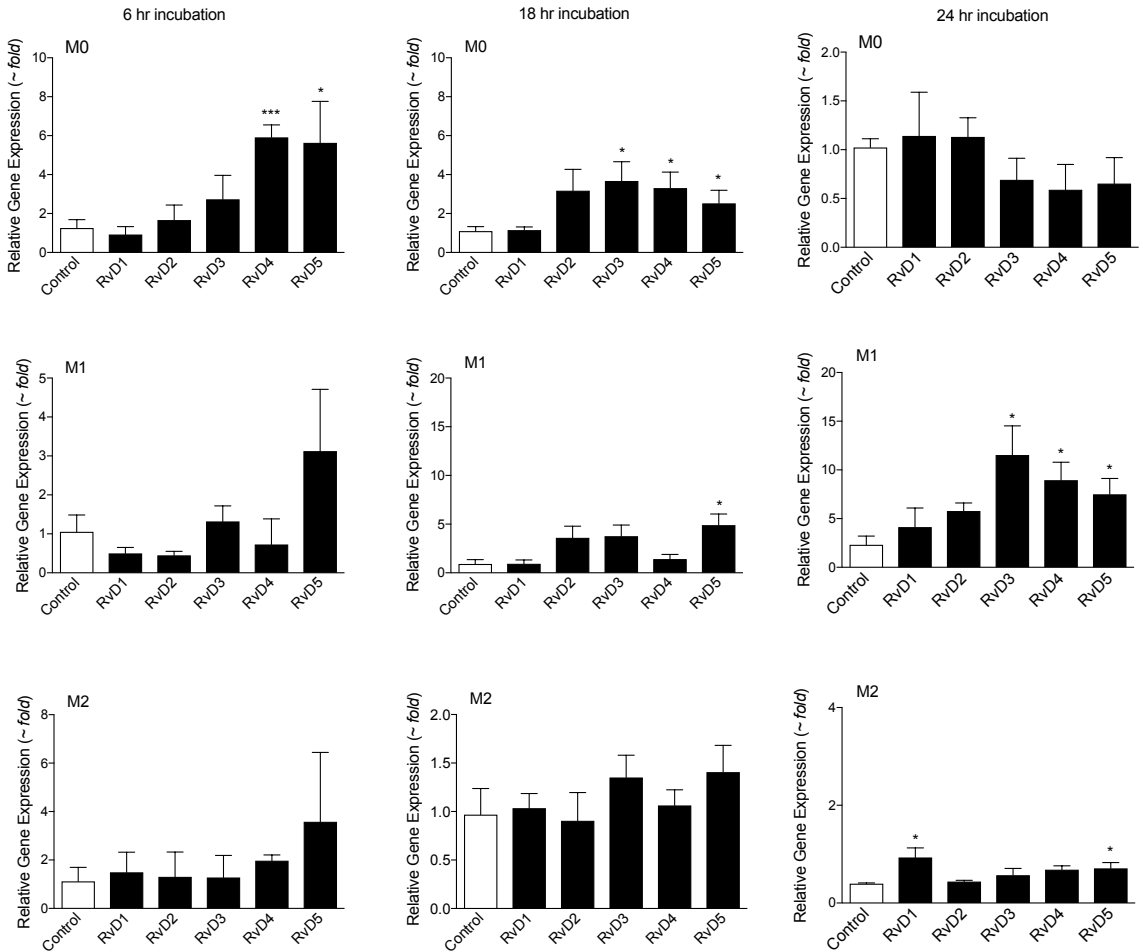 6 hr incubation
18 hr incubation
24 hr incubation
M0
Relative Gene Expression (~ fold)
10
8
6
4
2
0
***
*
Control
RvD1
RvD2
RvD3
RvD4
RvD5
M0
Relative Gene Expression (~ fold)
10
8
6
4
2
0
*
*
*
Control
RvD1
RvD2
RvD3
RvD4
RvD5
M0
Relative Gene Expression (~ fold)
2.0
1.5
1.0
0.5
0.0
Control
RvD1
RvD2
RvD3
RvD4
RvD5
M1
Relative Gene Expression (~ fold)
5
4
3
2
1
0
Control
RvD1
RvD2
RvD3
RvD4
RvD5
M1
Relative Gene Expression (~ fold)
20
15
10
5
0
*
Control
RvD1
RvD2
RvD3
RvD4
RvD5
M1
Relative Gene Expression (~ fold)
20
15
10
5
0
*
*
*
Control
RvD1
RvD2
RvD3
RvD4
RvD5
M2
Relative Gene Expression (~ fold)
8
6
4
2
0
Control
RvD1
RvD2
RvD3
RvD4
RvD5
M2
Relative Gene Expression (~ fold)
2.0
1.5
1.0
0.5
0.0
Control
RvD1
RvD2
RvD3
RvD4
RvD5
M2
Relative Gene Expression (~ fold)
4
2
0
*
*
Control
RvD1
RvD2
RvD3
RvD4
RvD5